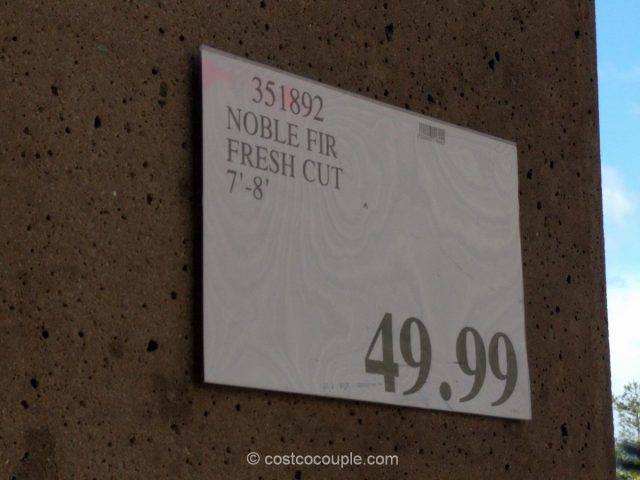 351892
NOBLE FIR
FRESH CUT
7'-8'
49.99
© costcocouple.com